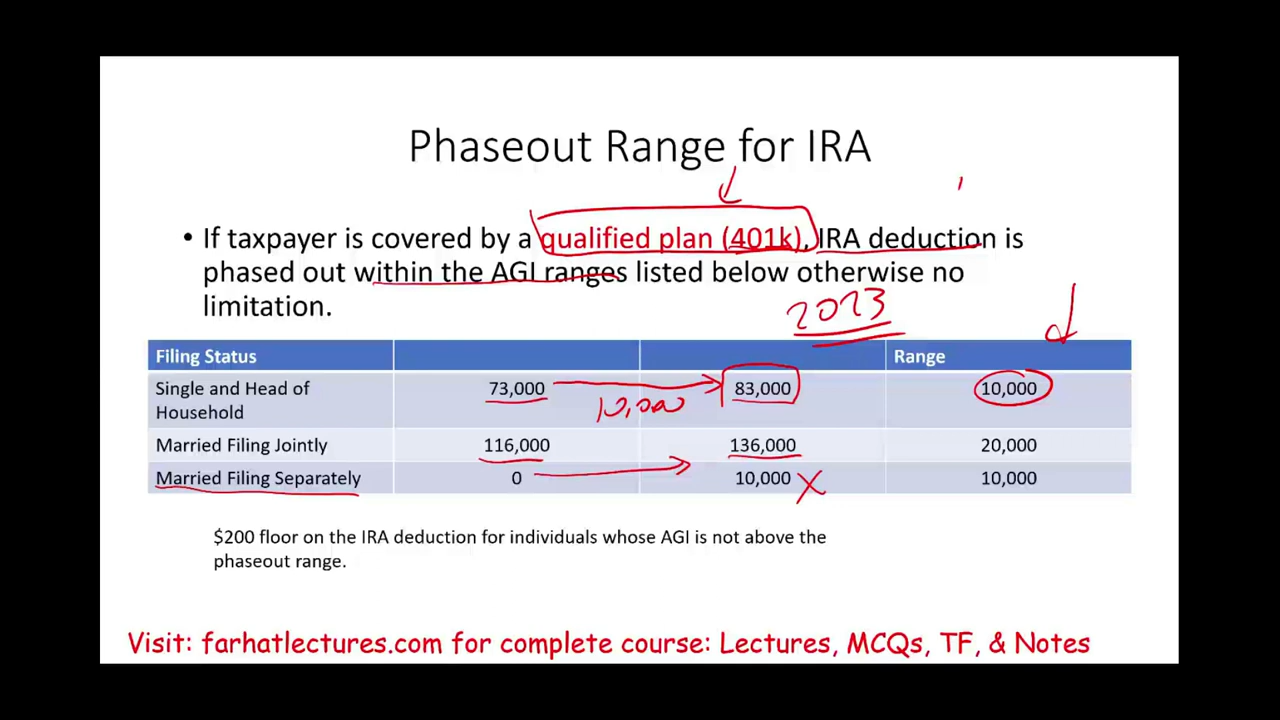 Phaseout Range for IRA
• If taxpayer is covered by a qualified plan (401k), IRA deduction is
phased out within the AGI ranges listed below otherwise no
limitation.
2023
Filing Status Range
Single and Head of Household 73,000 83,000 10,000
10,000
Married Filing Jointly 116,000 136,000 20,000
Married Filing Separately 0 10,000 X 10,000
$200 floor on the IRA deduction for individuals whose AGI is not above the
phaseout range.
Visit: farhatlectures.com for complete course: Lectures, MCQs, TF, & Notes